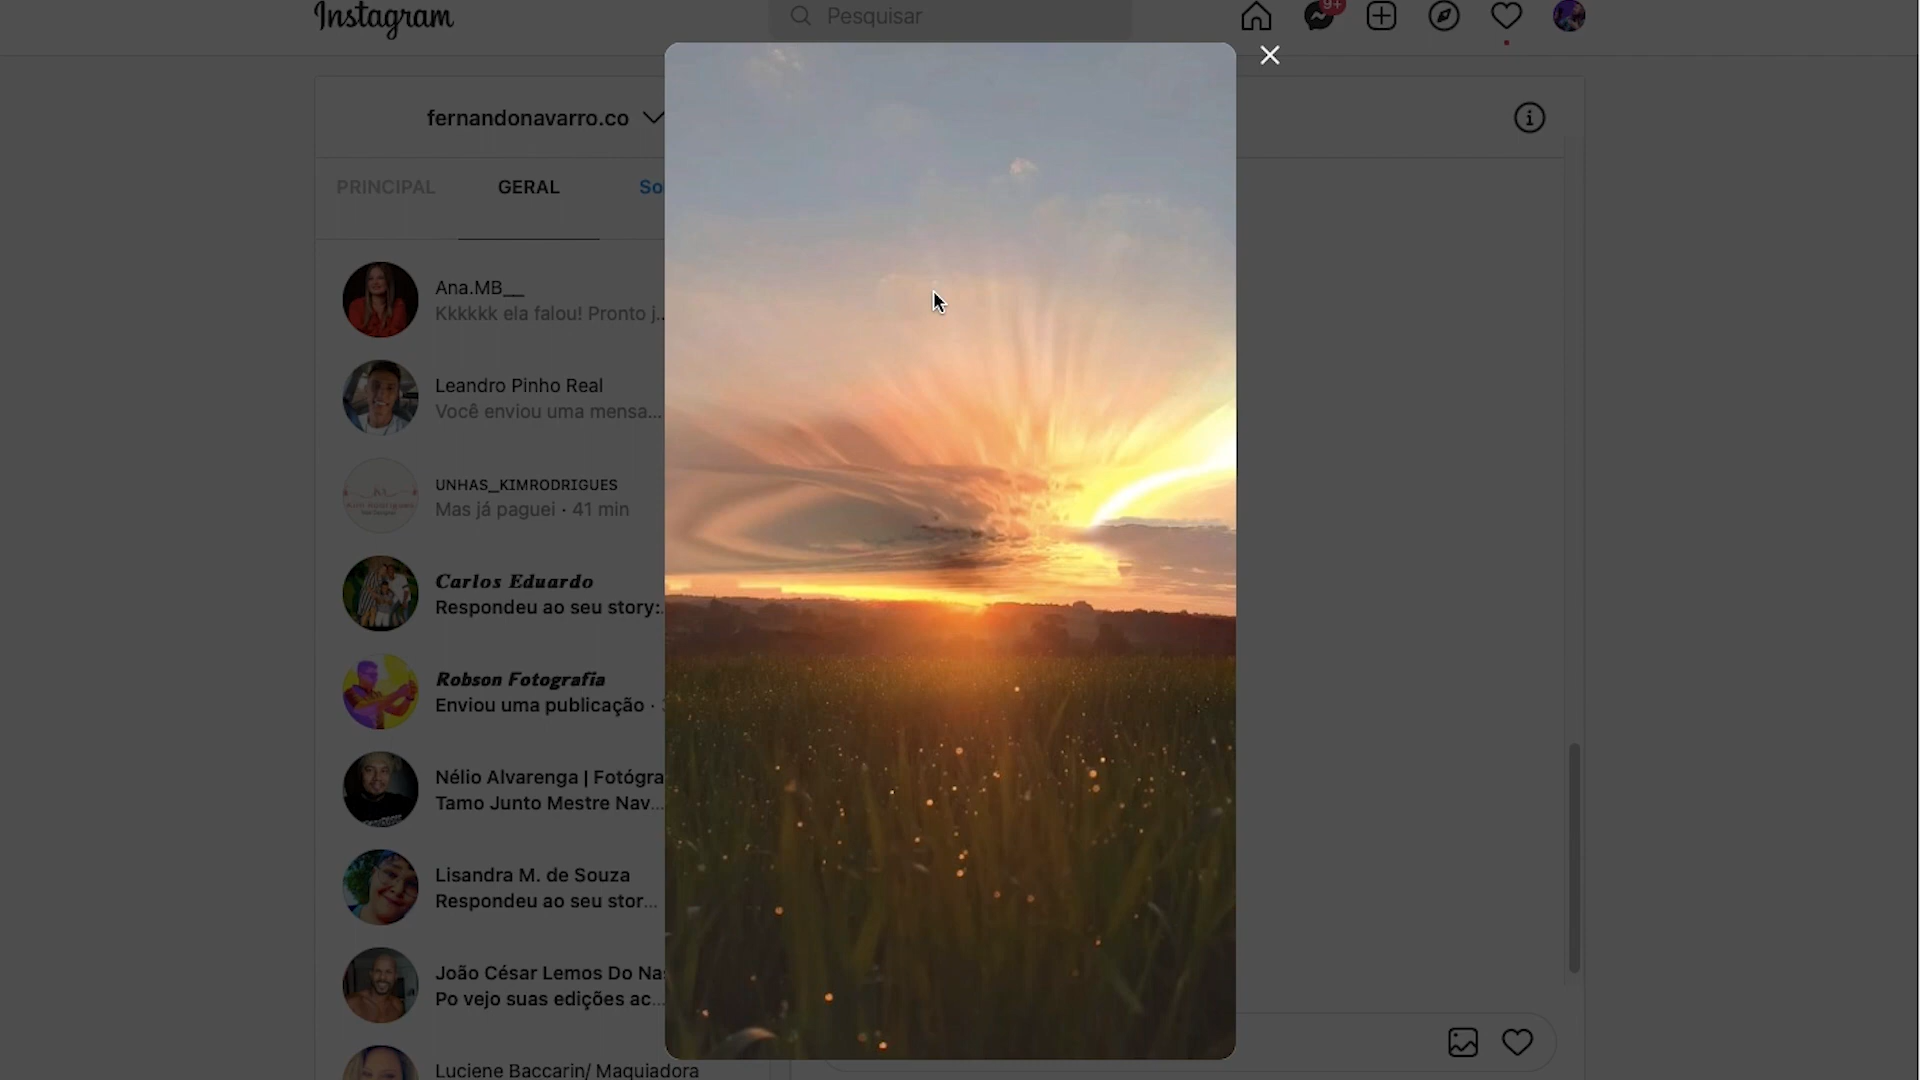 Instagram
Pesquisar
9+
fernandonavarro.co
PRINCIPAL
GERAL
So
Ana.MB__
Kkkkkk ela falou! Pronto j...
Leandro Pinho Real
Você enviou uma mensa...
UNHAS_KIMRODRIGUES
Mas já paguei · 41 min
Carlos Eduardo
Respondeu ao seu story:
Robson Fotografia
Enviou uma publicação ·
Nélio Alvarenga | Fotógra
Tamo Junto Mestre Nav...
Lisandra M. de Souza
Respondeu ao seu stor...
João César Lemos Do Na
Po vejo suas edições ac...
Luciene Baccarin/ Maquiadora